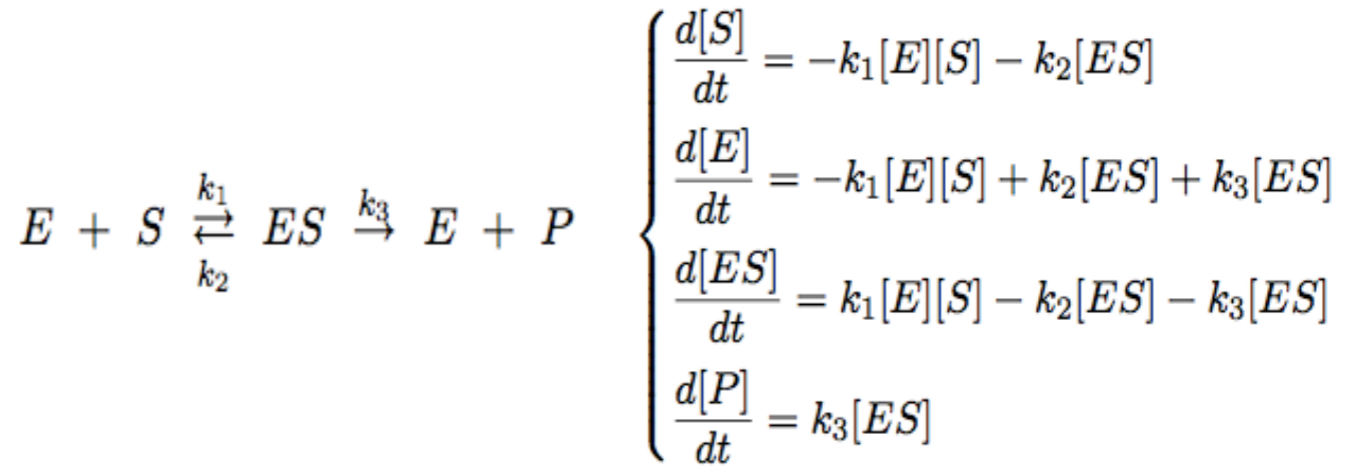 E + S ⇄ ES → E + P
k₁
k₂
k₃
d[S]/dt = −k₁[E][S] − k₂[ES]
d[E]/dt = −k₁[E][S] + k₂[ES] + k₃[ES]
d[ES]/dt = k₁[E][S] − k₂[ES] − k₃[ES]
d[P]/dt = k₃[ES]